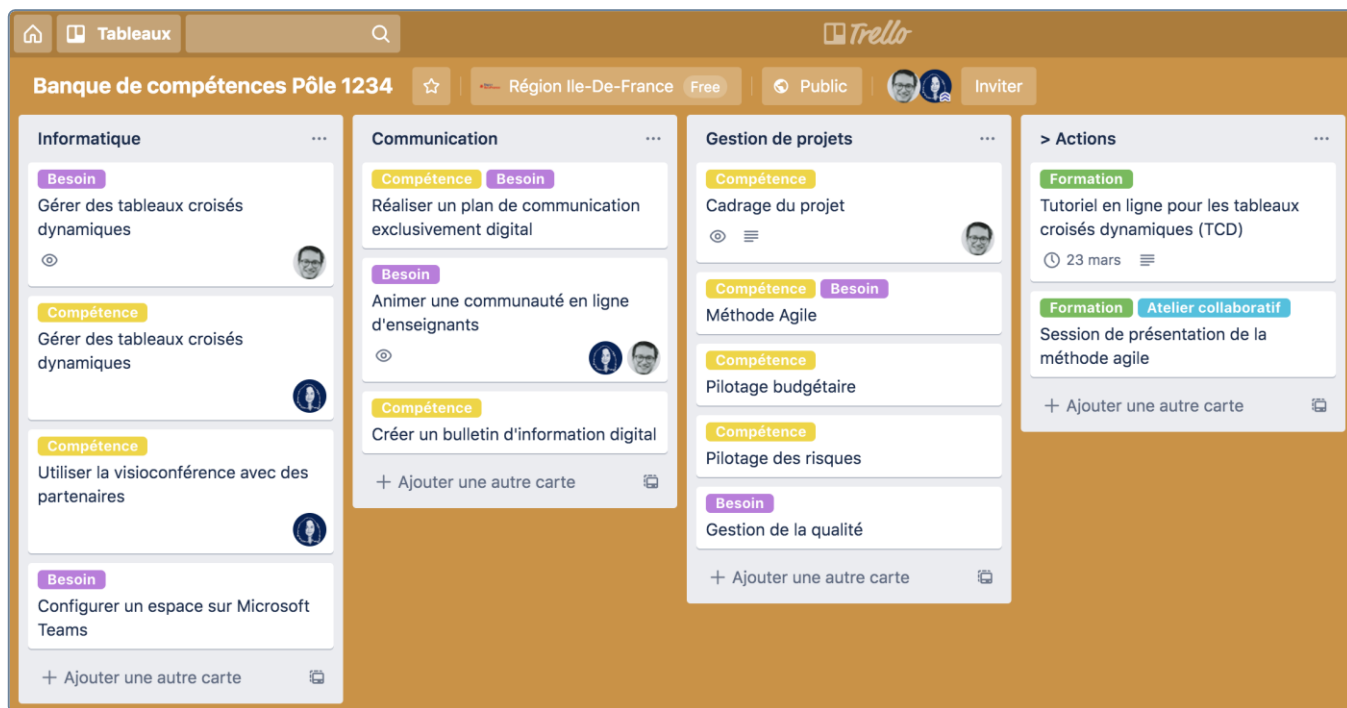 Tableaux
Trello
Banque de compétences Pôle 1234
Région Ile-De-France Free
Public
Inviter
Informatique
Besoin
Gérer des tableaux croisés
dynamiques
Compétence
Gérer des tableaux croisés
dynamiques
Compétence
Utiliser la visioconférence avec des
partenaires
Besoin
Configurer un espace sur Microsoft
Teams
+ Ajouter une autre carte
Communication
Compétence Besoin
Réaliser un plan de communication
exclusivement digital
Besoin
Animer une communauté en ligne
d'enseignants
Compétence
Créer un bulletin d'information digital
+ Ajouter une autre carte
Gestion de projets
Compétence
Cadrage du projet
Compétence Besoin
Méthode Agile
Compétence
Pilotage budgétaire
Compétence
Pilotage des risques
Besoin
Gestion de la qualité
+ Ajouter une autre carte
> Actions
Formation
Tutoriel en ligne pour les tableaux
croisés dynamiques (TCD)
23 mars
Formation Atelier collaboratif
Session de présentation de la
méthode agile
+ Ajouter une autre carte